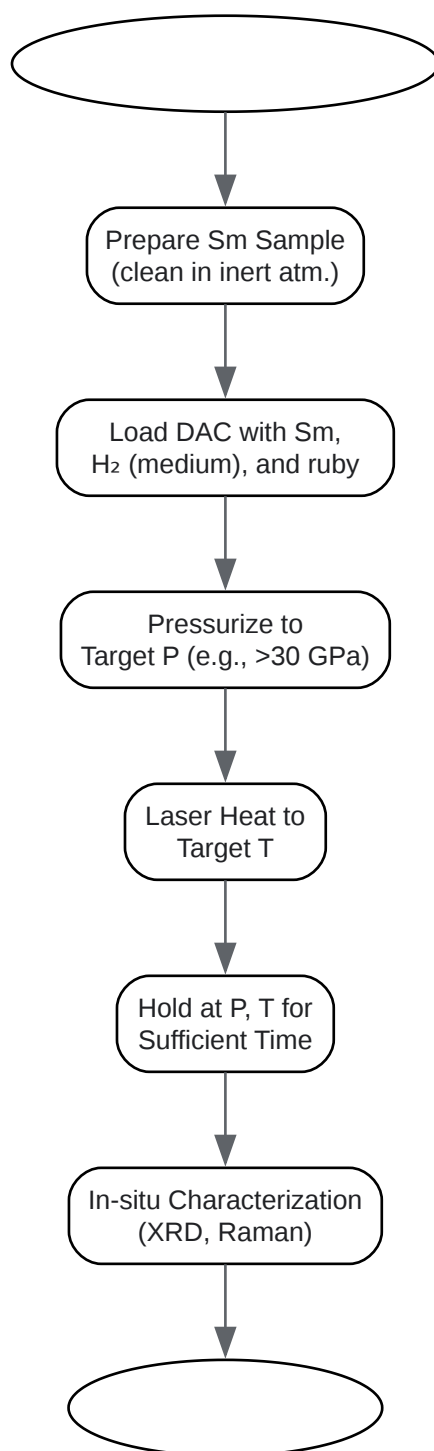 Prepare Sm Sample
(clean in inert atm.)
Load DAC with Sm,
H₂ (medium), and ruby
Pressurize to
Target P (e.g., >30 GPa)
Laser Heat to
Target T
Hold at P, T for
Sufficient Time
In-situ Characterization
(XRD, Raman)